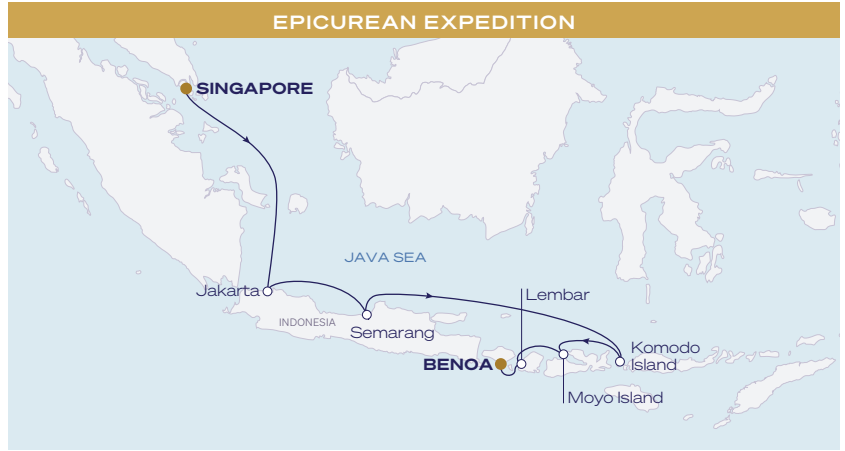 EPICUREAN EXPEDITION
SINGAPORE
JAVA SEA
Jakarta
Lembar
INDONESIA
Semarang
Komodo
Island
BENOA
Moyo Island